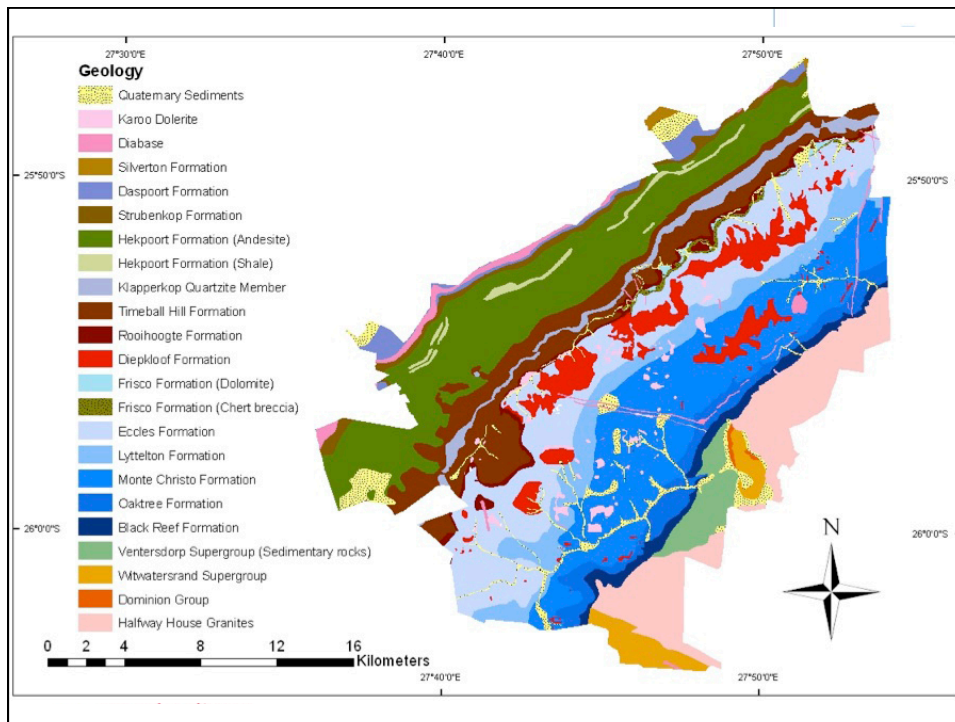 27°30'0"E 27°40'0"E 27°50'0"E
Geology
Quaternary Sediments
Karoo Dolerite
Diabase
Silverton Formation
Daspoort Formation
Strubenkop Formation
Hekpoort Formation (Andesite)
Hekpoort Formation (Shale)
Klapperkop Quartzite Member
Timeball Hill Formation
Rooihoogte Formation
Diepkloof Formation
Frisco Formation (Dolomite)
Frisco Formation (Chert breccia)
Eccles Formation
Lyttelton Formation
Monte Christo Formation
Oaktree Formation
Black Reef Formation
Ventersdorp Supergroup (Sedimentary rocks)
Witwatersrand Supergroup
Dominion Group
Halfway House Granites
25°50'0"S 25°50'0"S
26°0'0"S 26°0'0"S
N
0 2 4 8 12 16
Kilometers
27°40'0"E 27°50'0"E